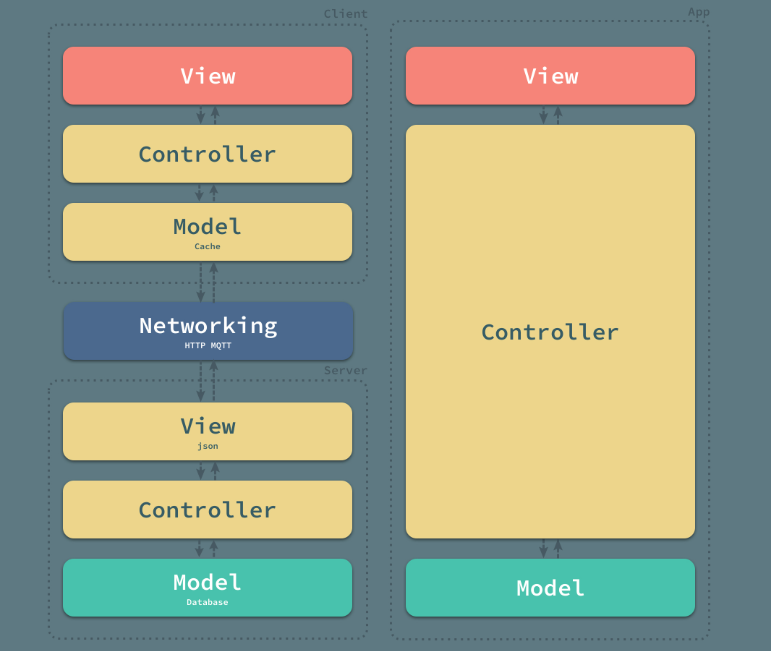 Client
View
Controller
Model
Cache
Networking
HTTP MQTT
Server
View
json
Controller
Model
Database
App
View
Controller
Model